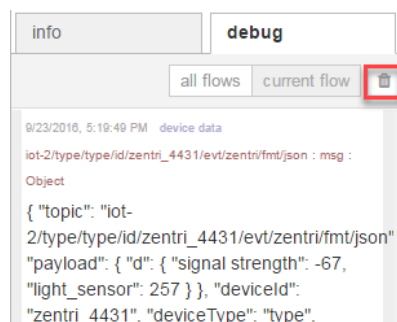 info debug
all flows current flow
9/23/2016, 5:19:49 PM device data
iot-2/type/type/id/zentri_4431/evt/zentri/fmt/json : msg :
Object
{ "topic": "iot-
2/type/type/id/zentri_4431/evt/zentri/fmt/json"
"payload": { "d": { "signal strength": -67,
"light_sensor": 257 } }, "deviceId":
"zentri_4431", "deviceType": "type",